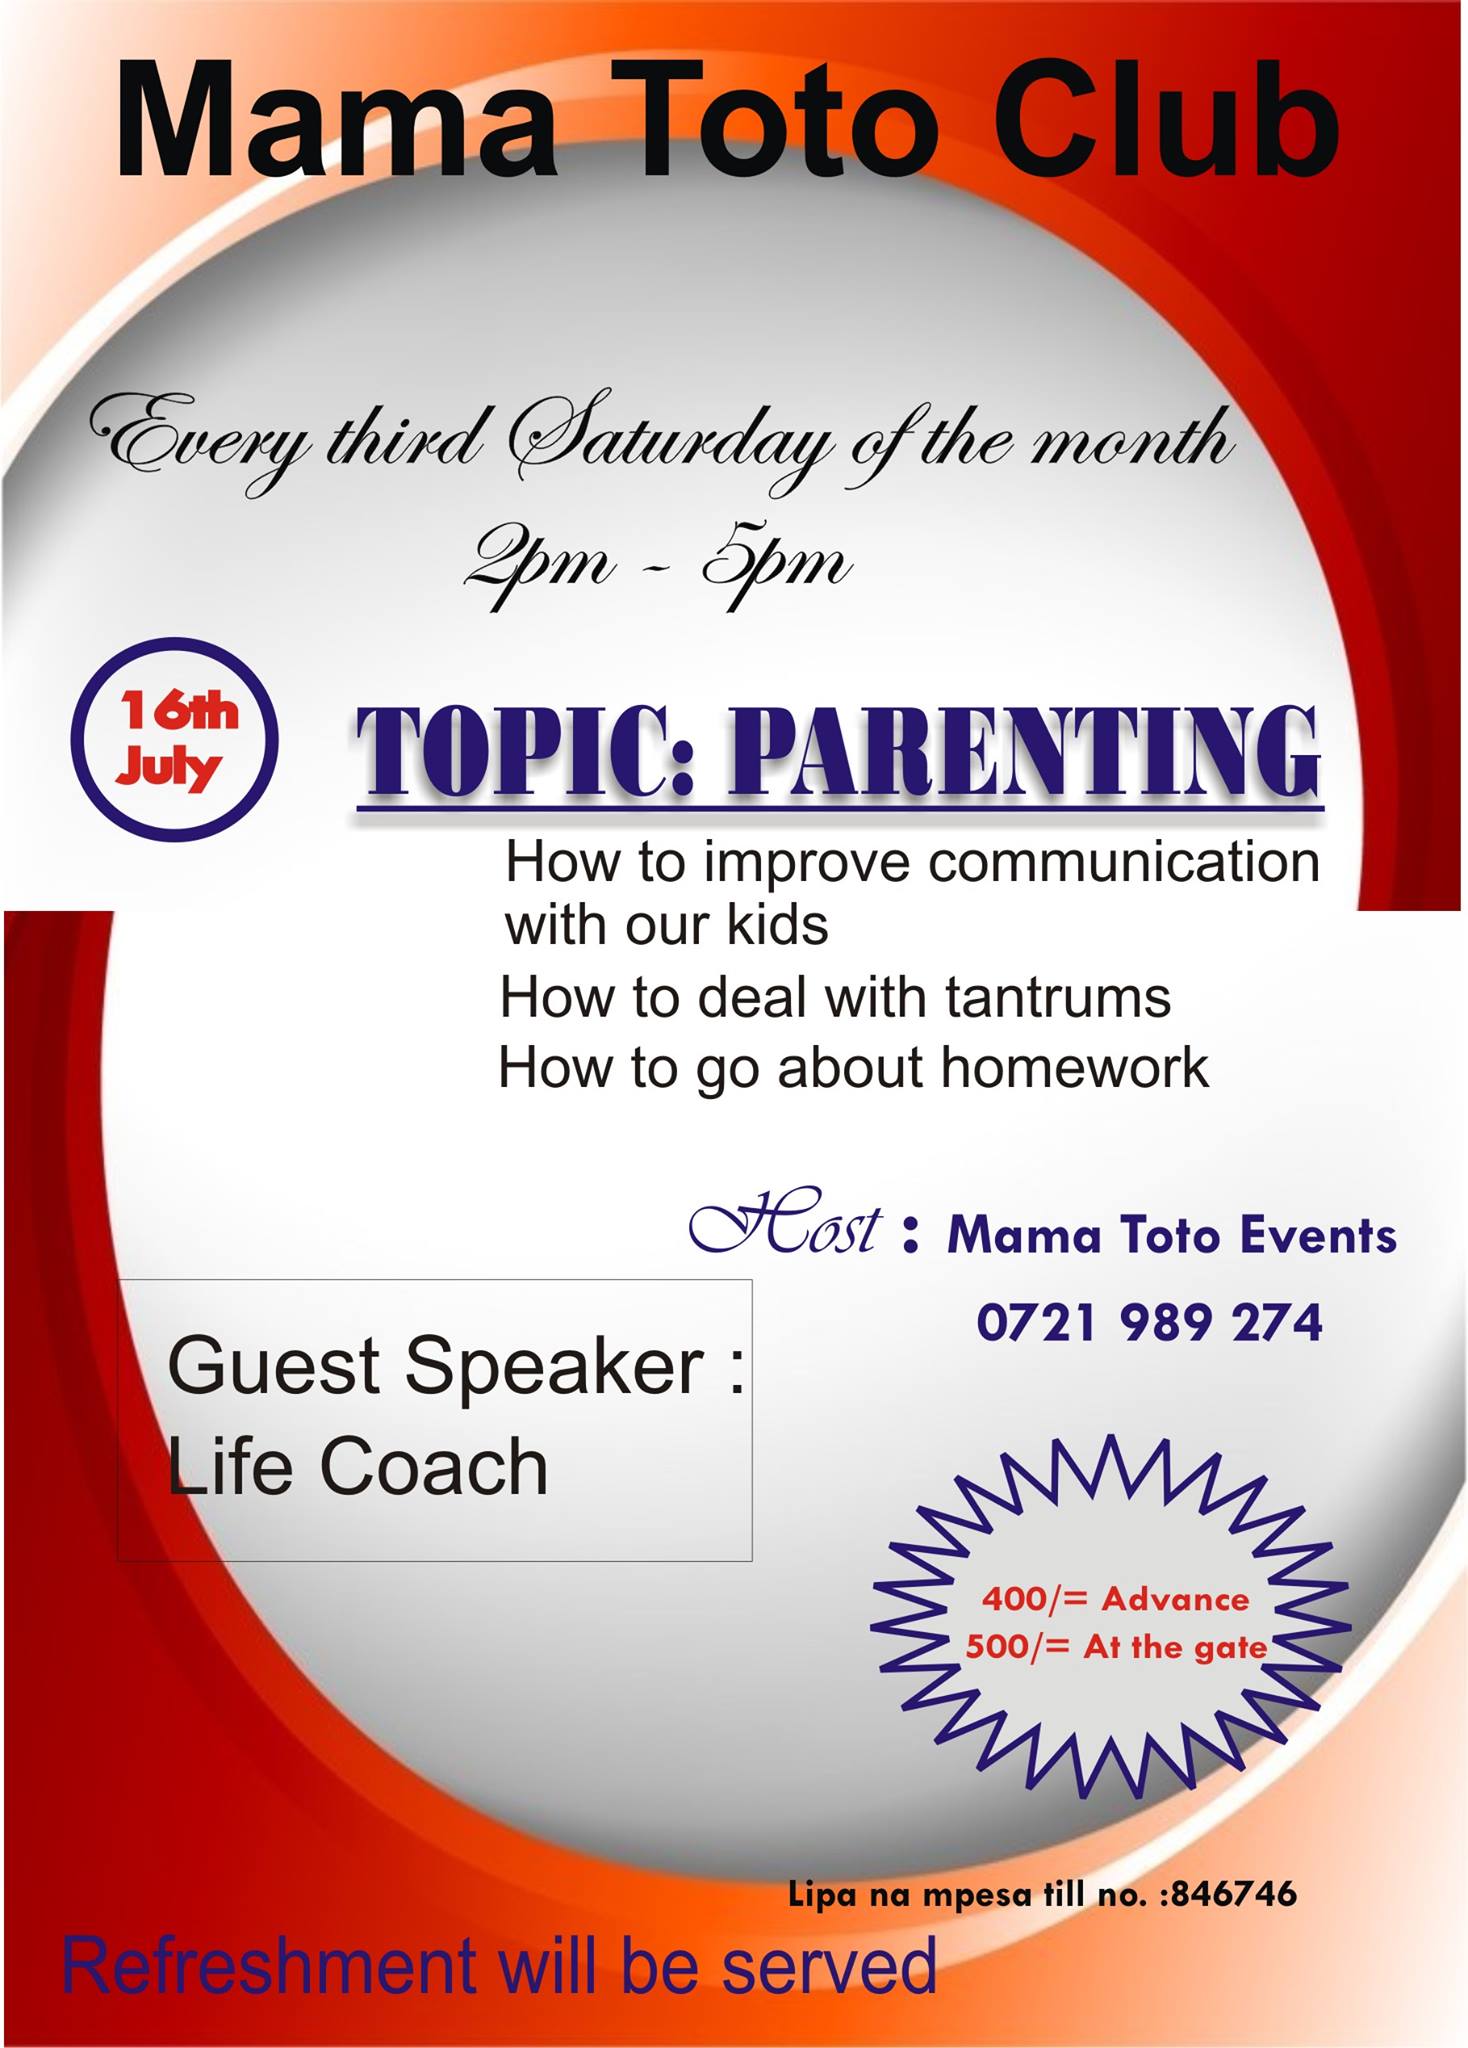 Mama Toto Club
Every third Saturday of the month
2pm - 5pm
16th
July
TOPIC: PARENTING
How to improve communication
with our kids
How to deal with tantrums
How to go about homework
Host : Mama Toto Events
0721 989 274
Guest Speaker :
Life Coach
400/= Advance
500/= At the gate
Lipa na mpesa till no. :846746
Refreshment will be served